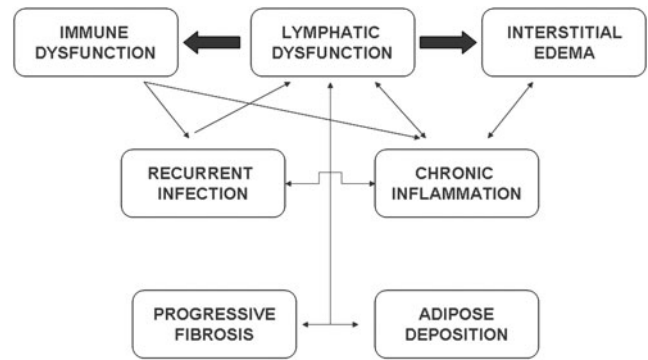 IMMUNE
DYSFUNCTION
LYMPHATIC
DYSFUNCTION
INTERSTITIAL
EDEMA
RECURRENT
INFECTION
CHRONIC
INFLAMMATION
PROGRESSIVE
FIBROSIS
ADIPOSE
DEPOSITION